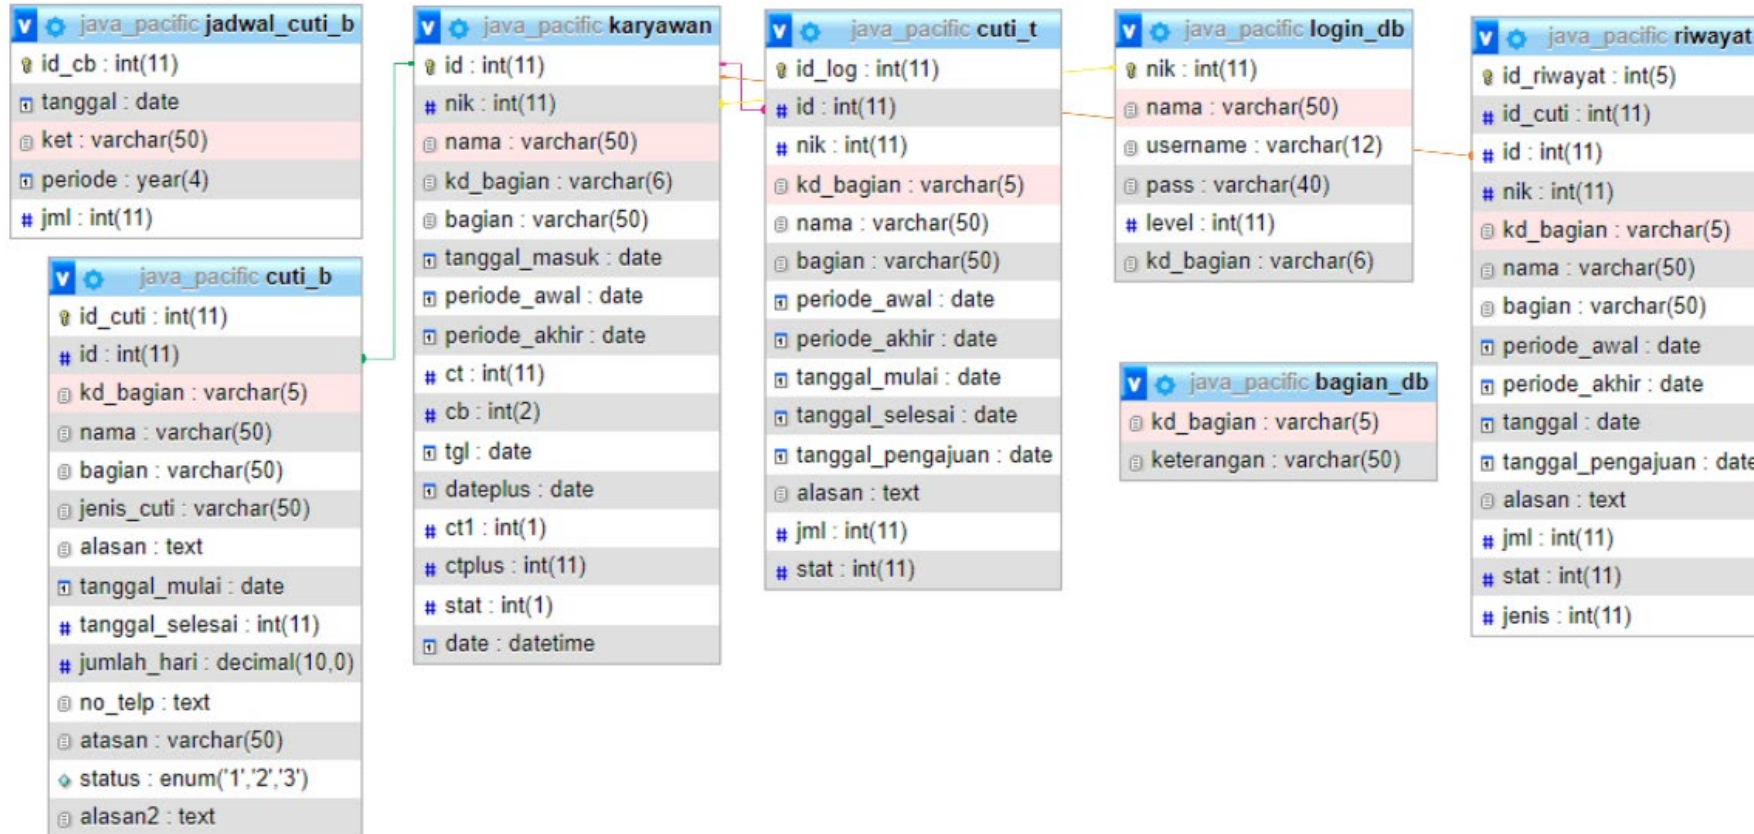 java_pacific jadwal_cuti_b
id_cb : int(11)
tanggal : date
ket : varchar(50)
periode : year(4)
jml : int(11)
java_pacific cuti_b
id_cuti : int(11)
id : int(11)
kd_bagian : varchar(5)
nama : varchar(50)
bagian : varchar(50)
jenis_cuti : varchar(50)
alasan : text
tanggal_mulai : date
tanggal_selesai : int(11)
jumlah_hari : decimal(10,0)
no_telp : text
atasan : varchar(50)
status : enum('1','2','3')
alasan2 : text
java_pacific karyawan
id : int(11)
nik : int(11)
nama : varchar(50)
kd_bagian : varchar(6)
bagian : varchar(50)
tanggal_masuk : date
periode_awal : date
periode_akhir : date
ct : int(11)
cb : int(2)
tgl : date
dateplus : date
ct1 : int(1)
ctplus : int(11)
stat : int(1)
date : datetime
java_pacific cuti_t
id_log : int(11)
id : int(11)
nik : int(11)
kd_bagian : varchar(5)
nama : varchar(50)
bagian : varchar(50)
periode_awal : date
periode_akhir : date
tanggal_mulai : date
tanggal_selesai : date
tanggal_pengajuan : date
alasan : text
jml : int(11)
stat : int(11)
java_pacific login_db
nik : int(11)
nama : varchar(50)
username : varchar(12)
pass : varchar(40)
level : int(11)
kd_bagian : varchar(6)
java_pacific bagian_db
kd_bagian : varchar(5)
keterangan : varchar(50)
java_pacific riwayat
id_riwayat : int(5)
id_cuti : int(11)
id : int(11)
nik : int(11)
kd_bagian : varchar(5)
nama : varchar(50)
bagian : varchar(50)
periode_awal : date
periode_akhir : date
tanggal : date
tanggal_pengajuan : date
alasan : text
jml : int(11)
stat : int(11)
jenis : int(11)